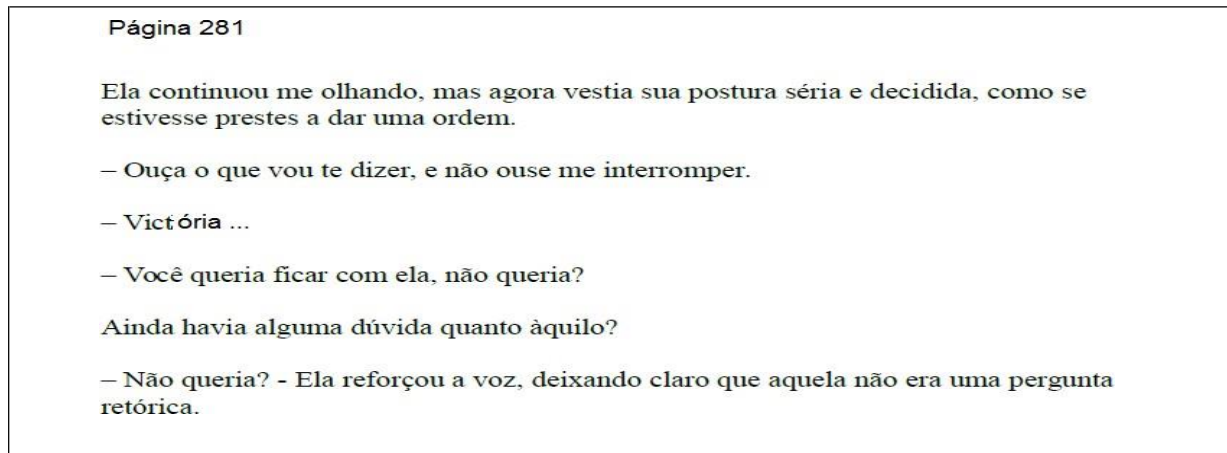 Página 281
Ela continuou me olhando, mas agora vestia sua postura séria e decidida, como se
estivesse prestes a dar uma ordem.
– Ouça o que vou te dizer, e não ouse me interromper.
– Victória ...
– Você queria ficar com ela, não queria?
Ainda havia alguma dúvida quanto àquilo?
– Não queria? - Ela reforçou a voz, deixando claro que aquela não era uma pergunta
retórica.